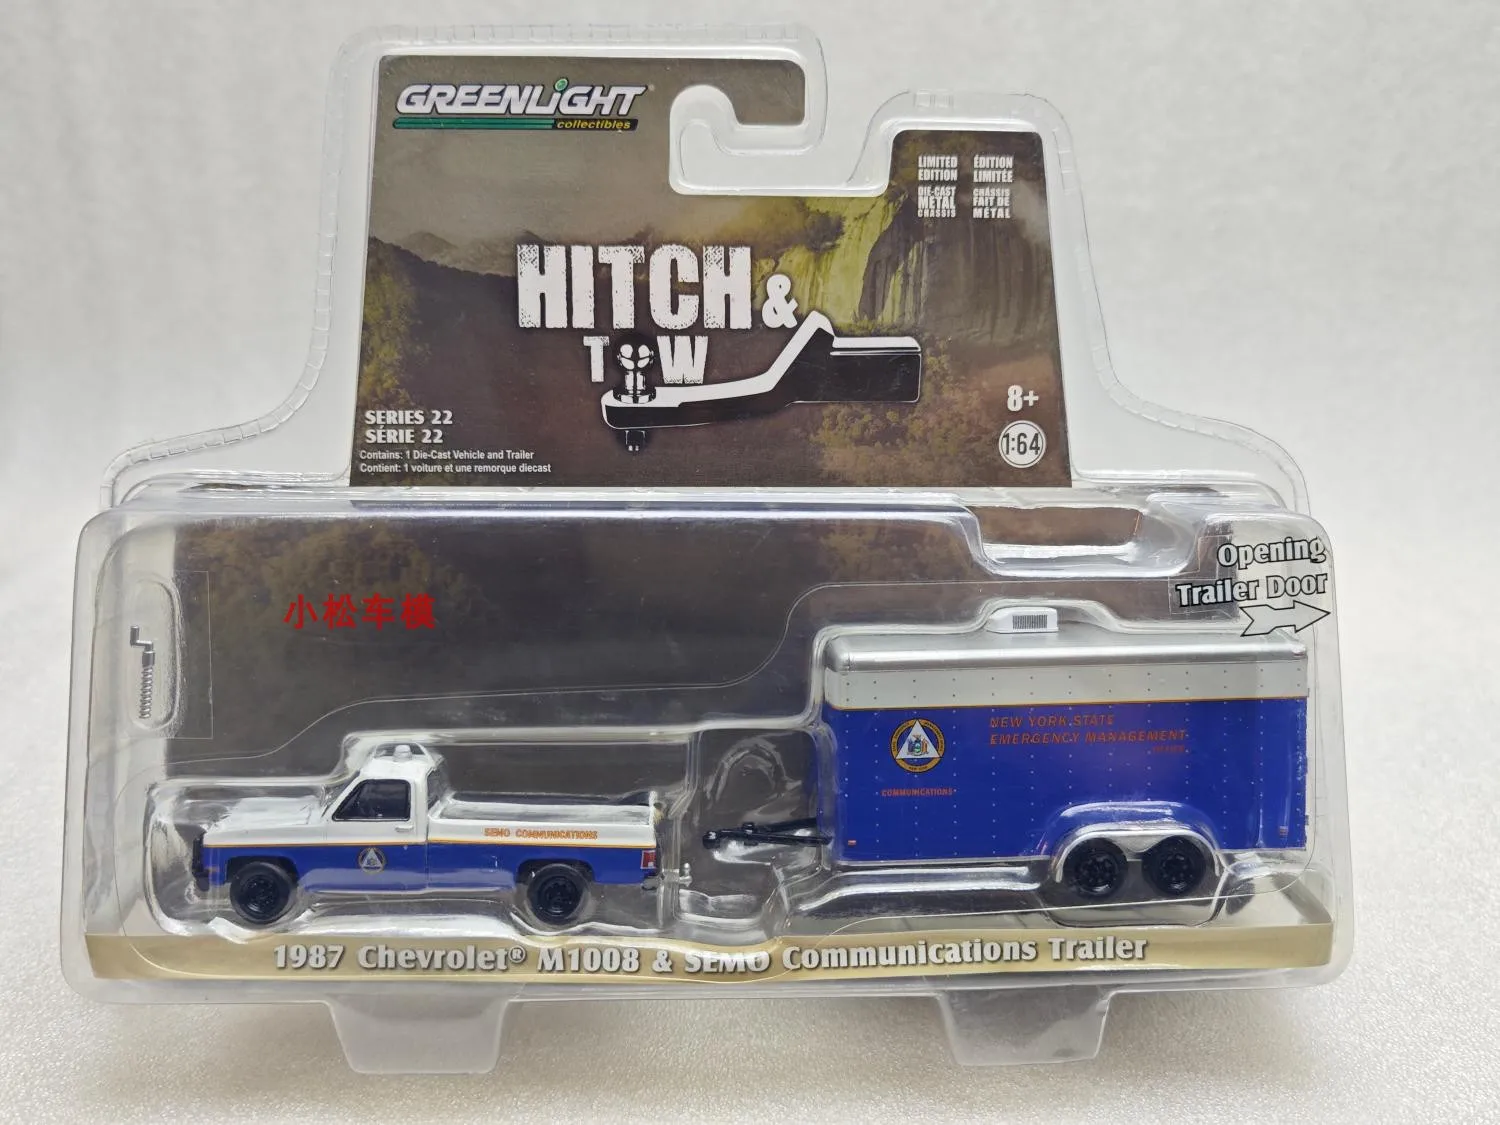 GREENLiGHT
collectibles
LIMITED EDITION
ÉDITION LIMITÉE
DIE-CAST METAL CHASSIS
CHÂSSIS FAIT DE MÉTAL
HITCH &
TOW
8+
1:64
SERIES 22
SÉRIE 22
Contains: 1 Die-Cast Vehicle and Trailer
Contient: 1 voiture et une remorque diecast
Opening
Trailer Door
小松车模
NEW YORK STATE
EMERGENCY MANAGEMENT
COMMUNICATIONS
SEMO COMMUNICATIONS
1987 Chevrolet® M1008 & SEMO Communications Trailer